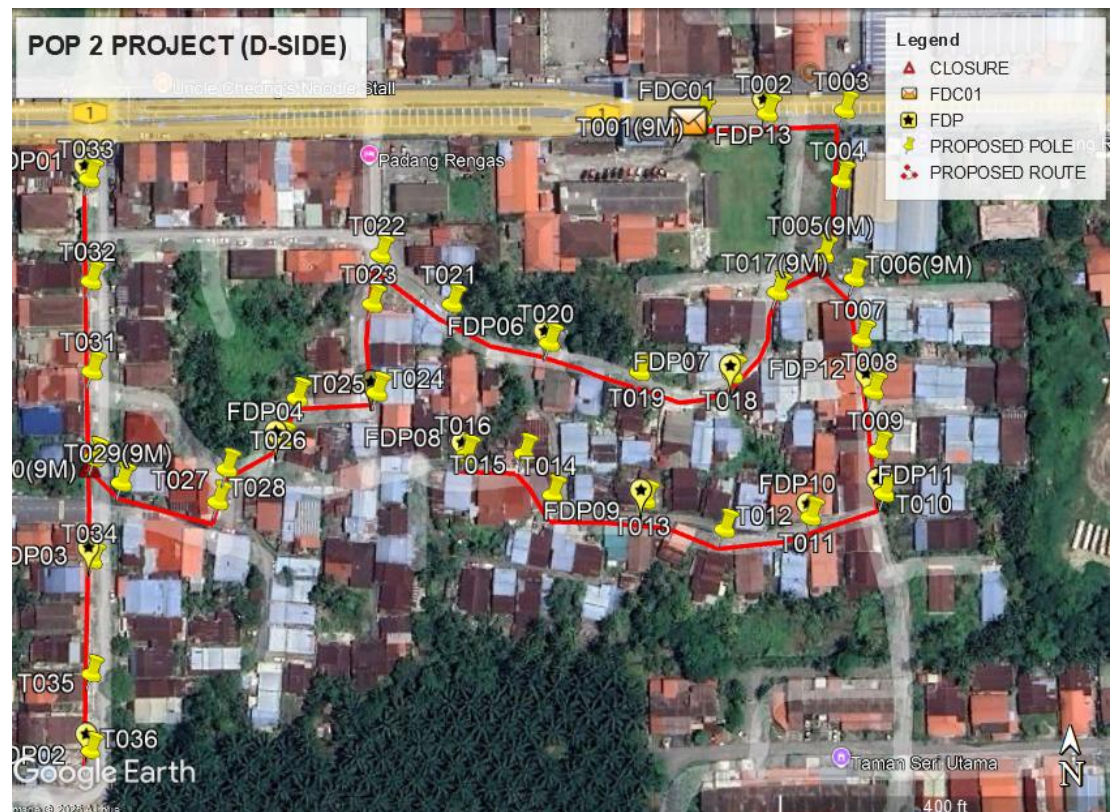 POP 2 PROJECT (D-SIDE)
Legend
CLOSURE
FDC01
FDP
PROPOSED POLE
PROPOSED ROUTE
Uncle Cheong's Noodle Stall
1
1
FDC01
T002
T003
T001(9M)
FDP13
T033
DP01
Padang Rengas
T004
T022
T005(9M)
T032
T023
T021
T017(9M)
T006(9M)
T007
FDP06
T020
T031
FDP07
FDP12
T008
T025
T024
T019
T018
FDP04
T016
T009
T026
FDP08
T029(9M)
0(9M)
T027
T015
T014
T028
FDP11
FDP10
T010
FDP09
T013
T012
T034
T011
DP03
T035
T036
DP02
Google Earth
Taman Seri Utama
N
400 ft